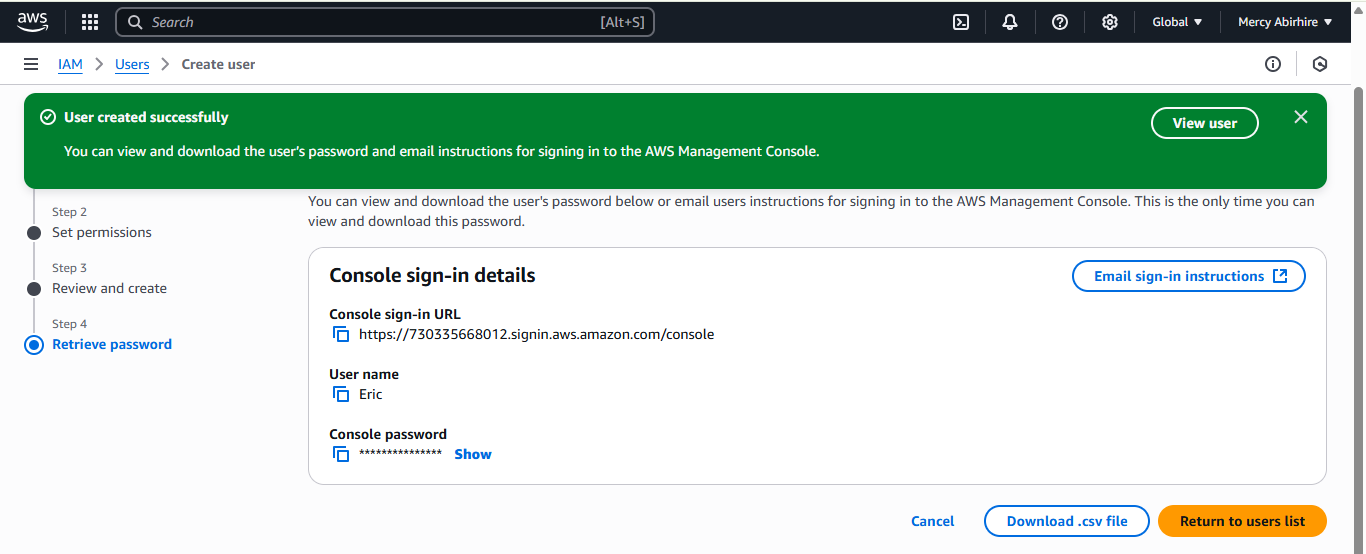 aws
Search
[Alt+S]
Global
Mercy Abirhire
IAM
Users
Create user
User created successfully
You can view and download the user's password and email instructions for signing in to the AWS Management Console.
View user
Step 2
Set permissions
Step 3
Review and create
Step 4
Retrieve password
You can view and download the user's password below or email users instructions for signing in to the AWS Management Console. This is the only time you can
view and download this password.
Console sign-in details
Email sign-in instructions
Console sign-in URL
https://730335668012.signin.aws.amazon.com/console
User name
Eric
Console password
*************** Show
Cancel
Download .csv file
Return to users list